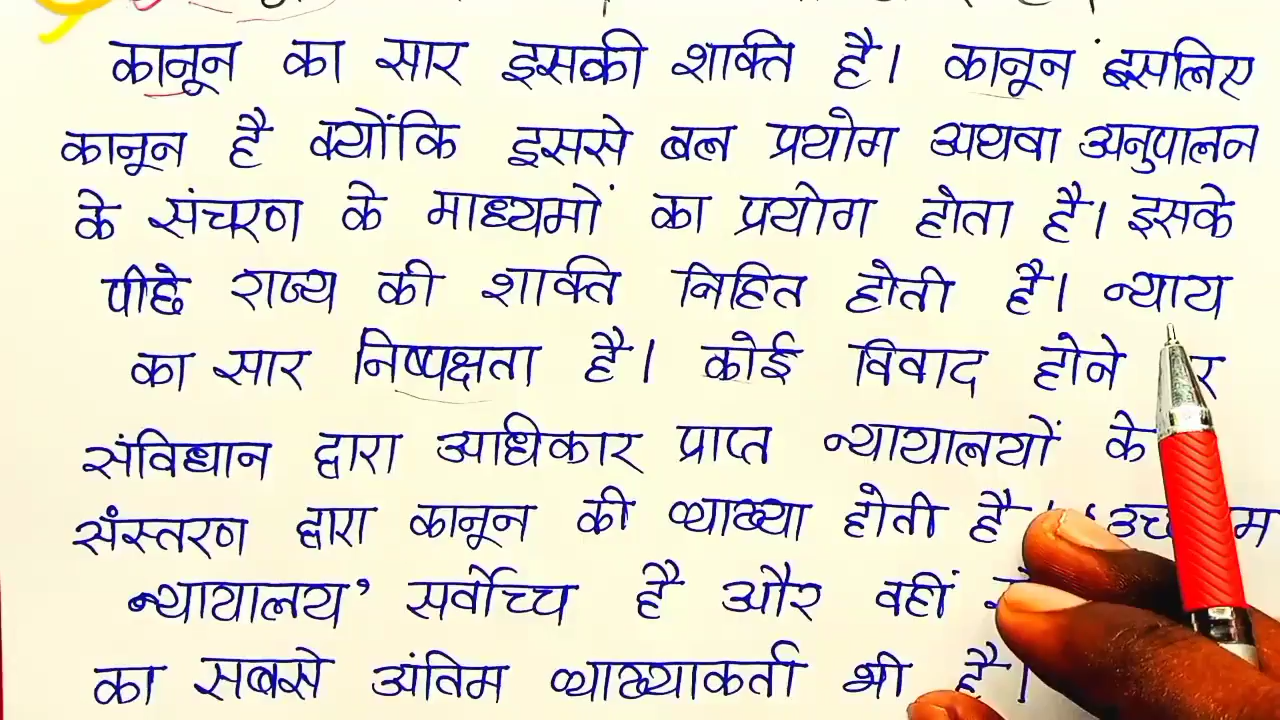 कानून का सार इसकी शक्ति है। कानून इसलिए
कानून है क्योंकि इससे बल प्रयोग अथवा अनुपालन
के संचरण के माध्यमों का प्रयोग होता है। इसके
पीछे राज्य की शक्ति निहित होती है। न्याय
का सार निष्पक्षता है। कोई विवाद होने
संविधान द्वारा अधिकार प्राप्त न्यायालयों के
संस्तरण द्वारा कानून की व्याख्या होती है।
न्यायालय’ सर्वोच्च है और वहीं
का सबसे अंतिम व्याख्याकर्ता भी है।